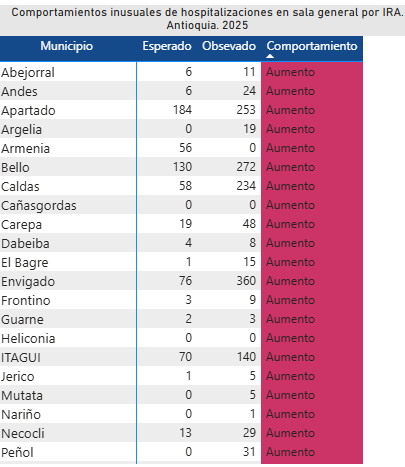 Comportamientos inusuales de hospitalizaciones en sala general por IRA.
Antioquia. 2025
Municipio Esperado Obsevado Comportamiento
Abejorral 6 11 Aumento
Andes 6 24 Aumento
Apartado 184 253 Aumento
Argelia 0 19 Aumento
Armenia 56 0 Aumento
Bello 130 272 Aumento
Caldas 58 234 Aumento
Cañasgordas 0 0 Aumento
Carepa 19 48 Aumento
Dabeiba 4 8 Aumento
El Bagre 1 15 Aumento
Envigado 76 360 Aumento
Frontino 3 9 Aumento
Guarne 2 3 Aumento
Heliconia 0 0 Aumento
ITAGUI 70 140 Aumento
Jerico 1 5 Aumento
Mutata 0 5 Aumento
Nariño 0 1 Aumento
Necocli 13 29 Aumento
Peñol 0 31 Aumento